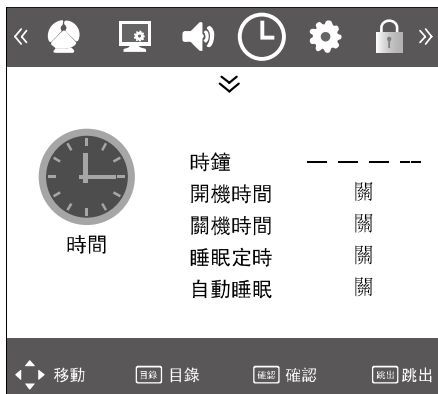 時鐘 — — — --
開機時間 關
關機時間 關
時間
睡眠定時 關
自動睡眠 關
移動 目錄 目錄 確認 確認 跳出 跳出